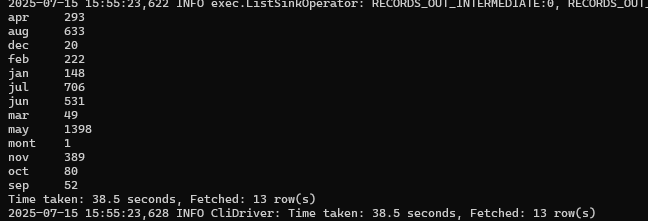 2025-07-15 15:55:23,622 INFO exec.ListSinkOperator: RECORDS_OUT_INTERMEDIATE:0, RECORDS_OUT_
apr 293
aug 633
dec 20
feb 222
jan 148
jul 706
jun 531
mar 49
may 1398
mont 1
nov 389
oct 80
sep 52
Time taken: 38.5 seconds, Fetched: 13 row(s)
2025-07-15 15:55:23,628 INFO CliDriver: Time taken: 38.5 seconds, Fetched: 13 row(s)